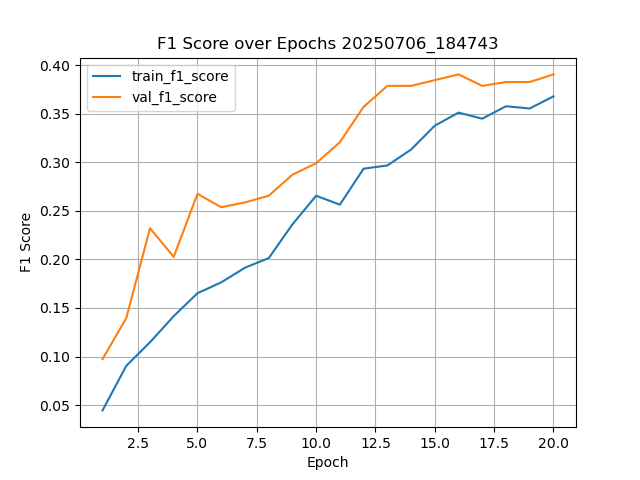 F1 Score over Epochs 20250706_184743
train_f1_score
val_f1_score
0.40
0.35
0.30
0.25
0.20
0.15
0.10
0.05
F1 Score
2.5 5.0 7.5 10.0 12.5 15.0 17.5 20.0
Epoch